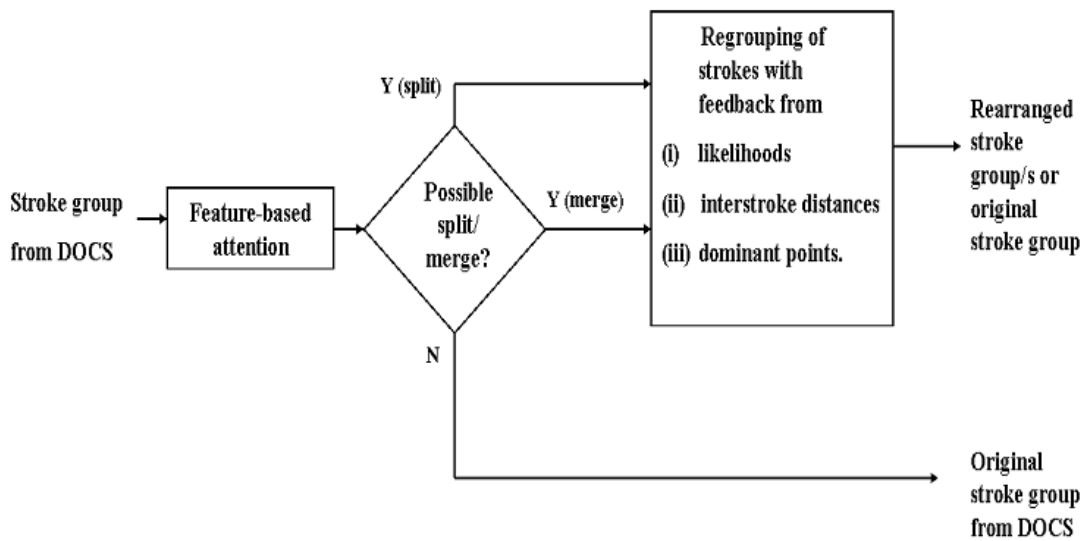 Stroke group
from DOCS
Feature-based
attention
Possible
split/
merge?
Y (split)
Y (merge)
N
Regrouping of
strokes with
feedback from
(i) likelihoods
(ii) interstroke distances
(iii) dominant points.
Rearranged
stroke
group/s or
original
stroke group
Original
stroke group
from DOCS